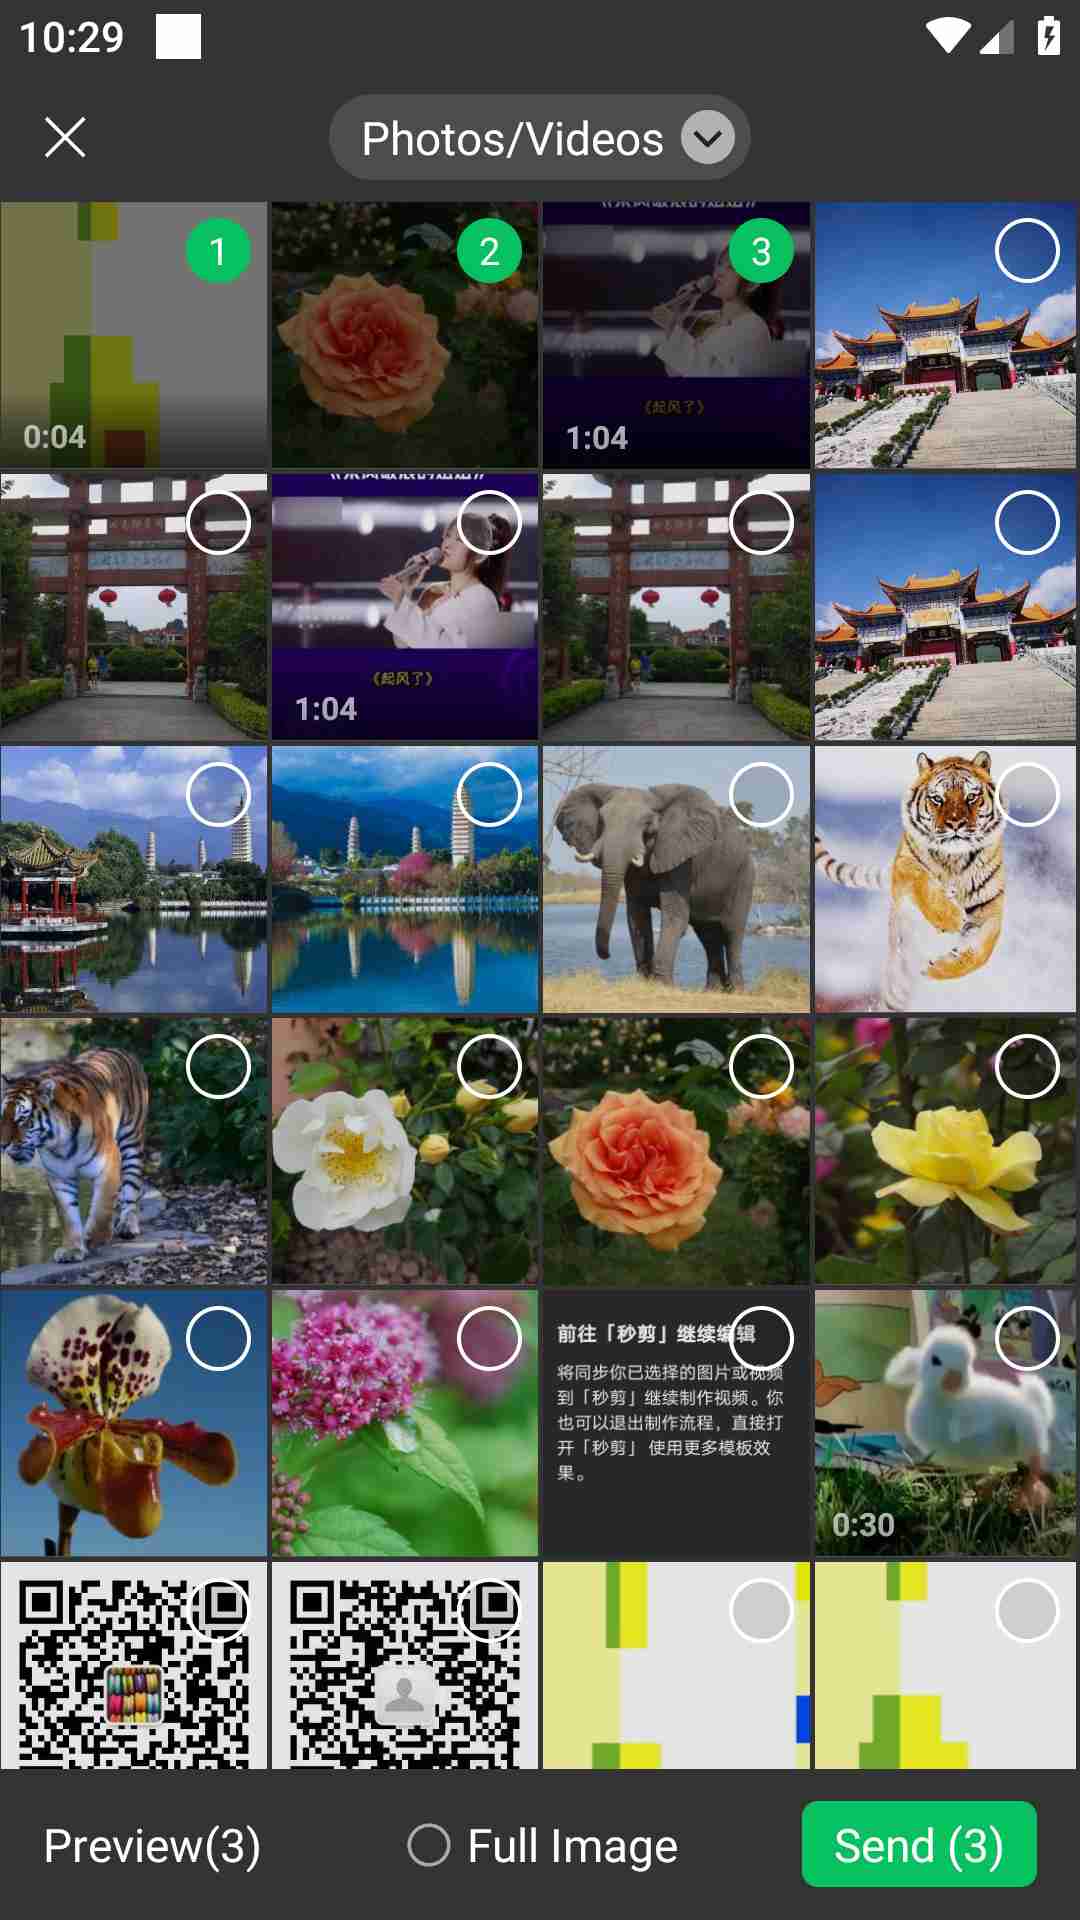 10:29
Photos/Videos
1
2
3
0:04
《起风了》
1:04
《起风了》
1:04
前往「秒剪」继续编辑
将同步你已选择的图片或视频
到「秒剪」继续制作视频。你
也可以退出制作流程，直接打
开「秒剪」 使用更多模板效
果。
0:30
Preview(3)
Full Image
Send (3)